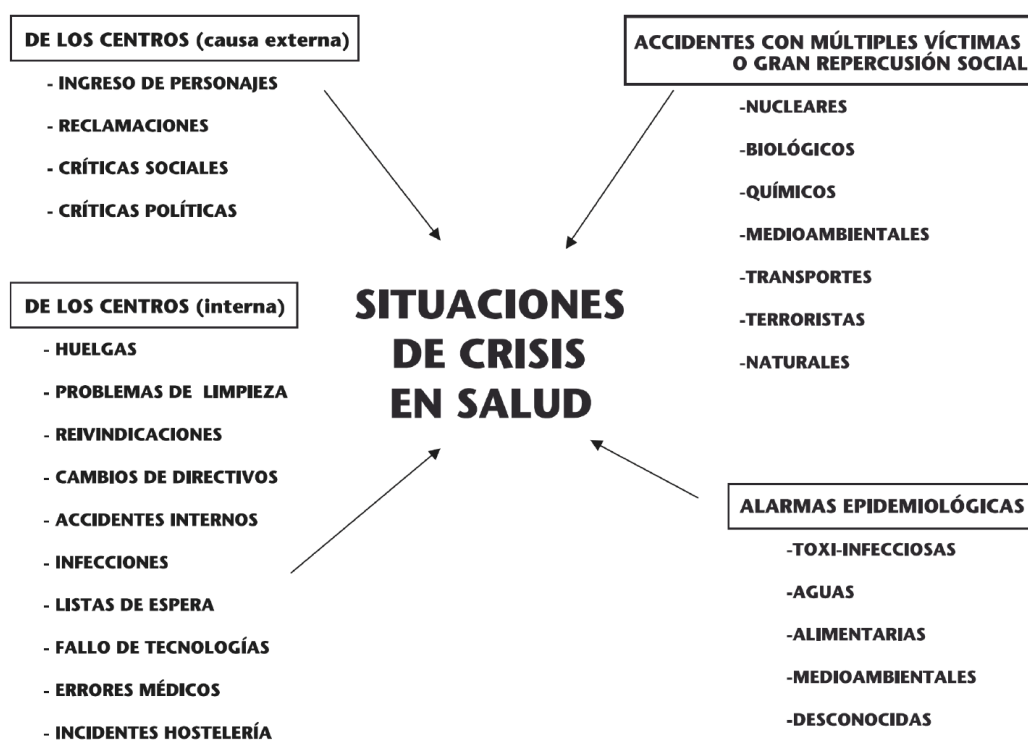 DE LOS CENTROS (causa externa)
- INGRESO DE PERSONAJES
- RECLAMACIONES
- CRÍTICAS SOCIALES
- CRÍTICAS POLÍTICAS
ACCIDENTES CON MÚLTIPLES VÍCTIMAS
O GRAN REPERCUSIÓN SOCIAL
-NUCLEARES
-BIOLÓGICOS
-QUÍMICOS
-MEDIOAMBIENTALES
-TRANSPORTES
-TERRORISTAS
-NATURALES
SITUACIONES
DE CRISIS
EN SALUD
DE LOS CENTROS (interna)
- HUELGAS
- PROBLEMAS DE LIMPIEZA
- REIVINDICACIONES
- CAMBIOS DE DIRECTIVOS
- ACCIDENTES INTERNOS
- INFECCIONES
- LISTAS DE ESPERA
- FALLO DE TECNOLOGÍAS
- ERRORES MÉDICOS
- INCIDENTES HOSTELERÍA
ALARMAS EPIDEMIOLÓGICAS
-TOXI-INFECCIOSAS
-AGUAS
-ALIMENTARIAS
-MEDIOAMBIENTALES
-DESCONOCIDAS